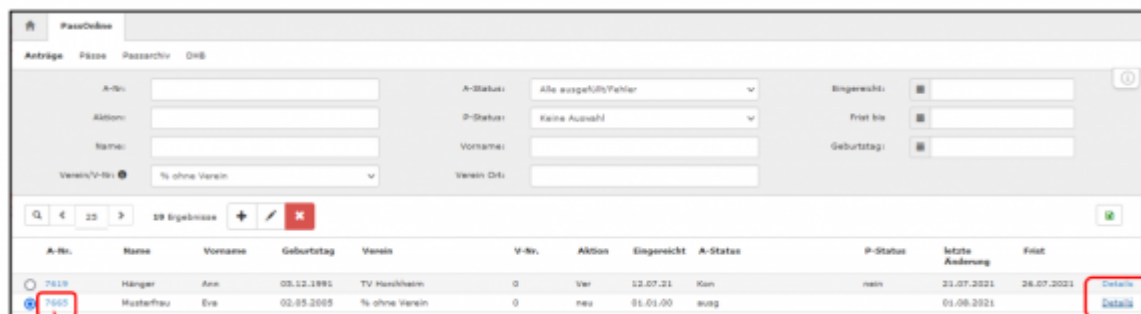 PassOnline
Anträge Pässe Passarchiv DHB
A-Nr: A-Status: Alle ausgefüllt/Fehler Eingereicht:
Aktion: P-Status: Keine Auswahl Frist bis
Name: Vorname: Geburtstag:
Verein/V-Nr: % ohne Verein Verein Ort:
25 19 Ergebnisse
A-Nr. Name Vorname Geburtstag Verein V-Nr. Aktion Eingereicht A-Status P-Status letzte Änderung Frist
7619 Hänger Ann 03.12.1991 TV 0 Ver 12.07.21 Kon nein 21.07.2021 26.07.2021 Details
7665 Musterfrau Eva 02.05.2005 % ohne Verein 0 neu 01.01.00 ausg 01.08.2021 Details